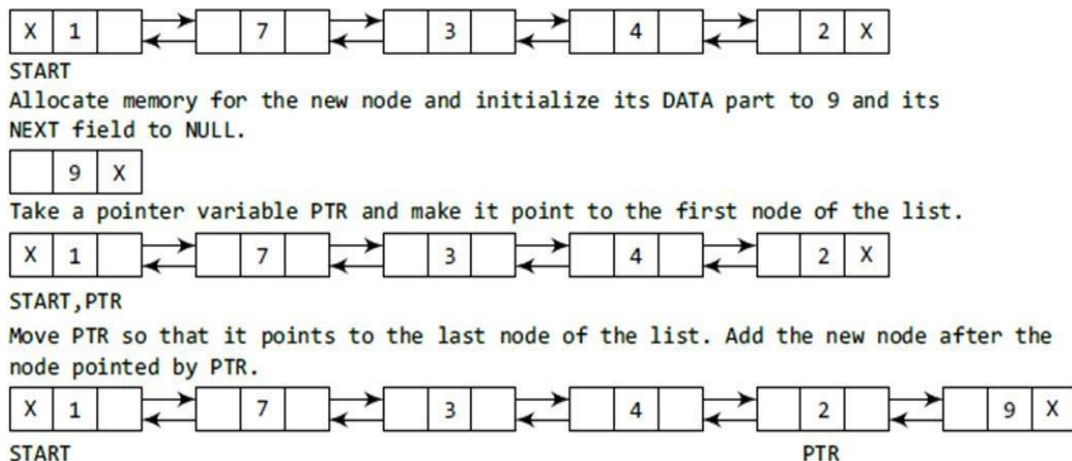 X 1 7 3 4 2 X
START
Allocate memory for the new node and initialize its DATA part to 9 and its
NEXT field to NULL.
9 X
Take a pointer variable PTR and make it point to the first node of the list.
X 1 7 3 4 2 X
START,PTR
Move PTR so that it points to the last node of the list. Add the new node after the
node pointed by PTR.
X 1 7 3 4 2 9 X
START PTR